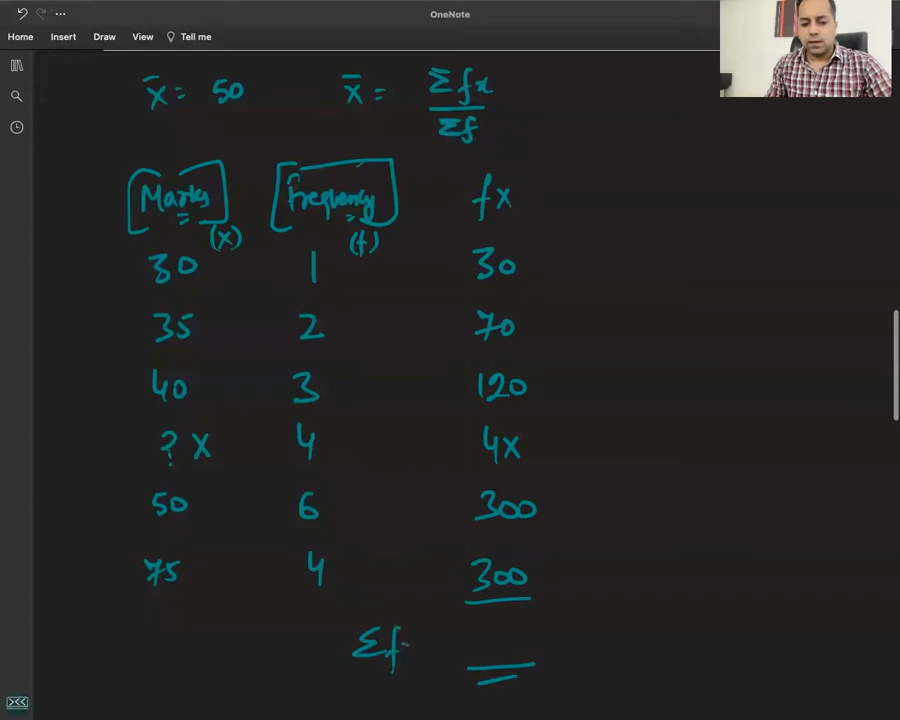 OneNote
Home Insert Draw View Tell me
x̄ = 50 x̄ = Σfx / Σf
Marks (x) Frequency (f) fx
30 1 30
35 2 70
40 3 120
? X 4 4x
50 6 300
75 4 300
Σf